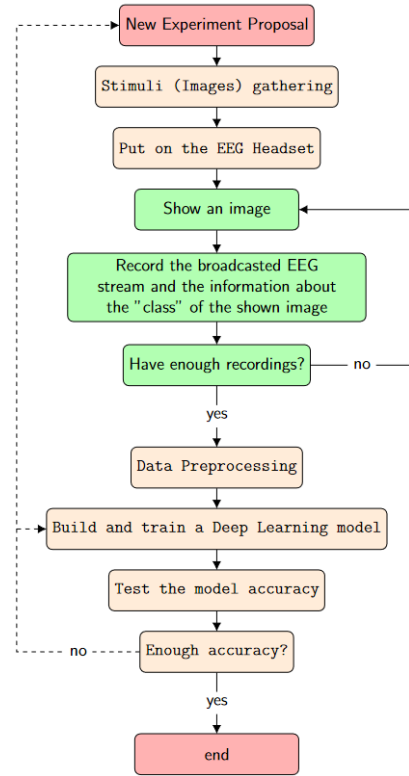 New Experiment Proposal
Stimuli (Images) gathering
Put on the EEG Headset
Show an image
Record the broadcasted EEG
stream and the information about
the "class" of the shown image
Have enough recordings?
no
yes
Data Preprocessing
Build and train a Deep Learning model
Test the model accuracy
no
Enough accuracy?
yes
end